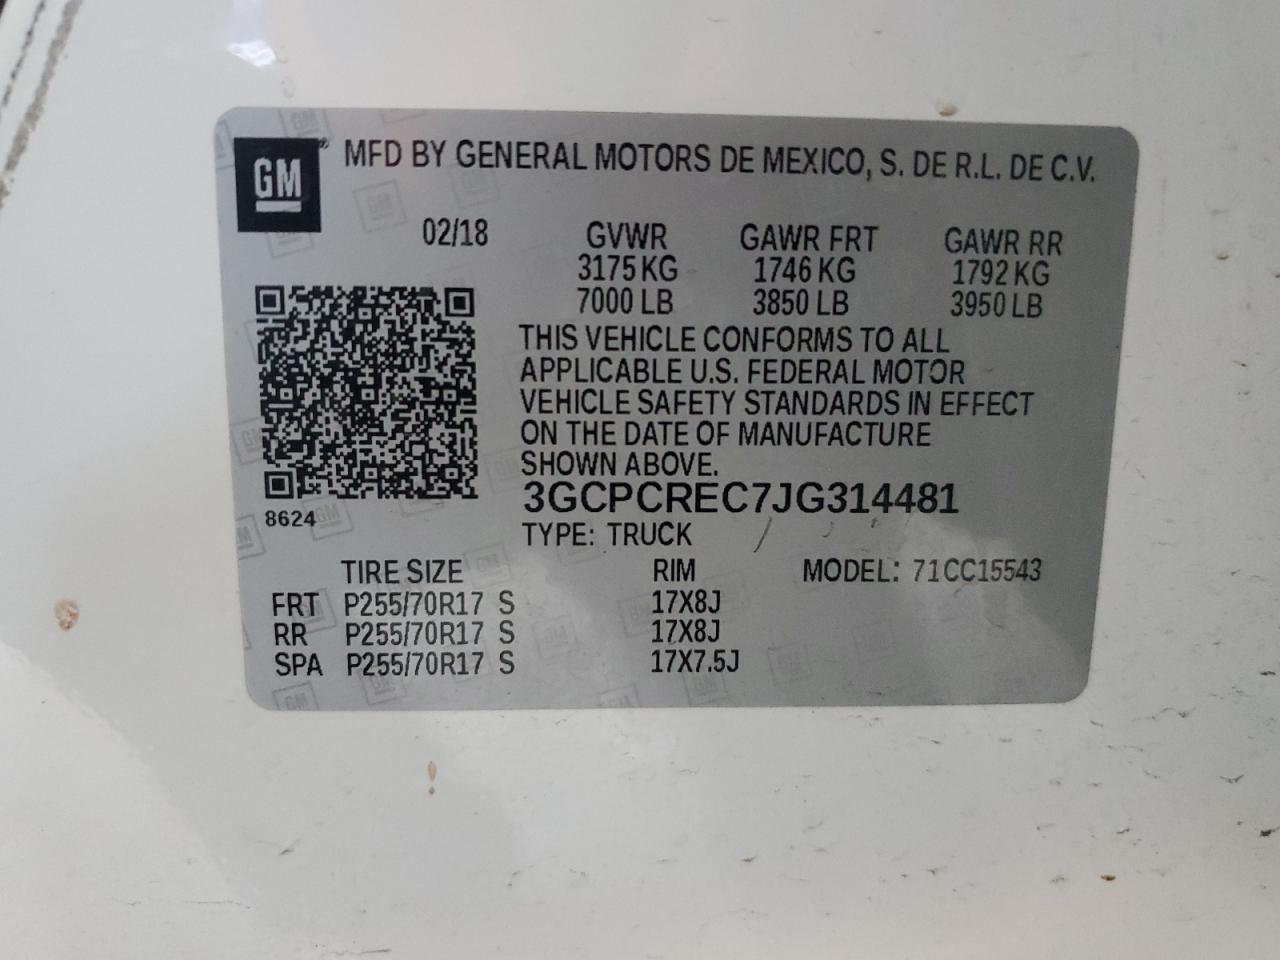 GM® MFD BY GENERAL MOTORS DE MEXICO, S. DE R.L. DE C.V.
02/18 GVWR GAWR FRT GAWR RR
3175 KG 1746 KG 1792 KG
7000 LB 3850 LB 3950 LB
THIS VEHICLE CONFORMS TO ALL
APPLICABLE U.S. FEDERAL MOTOR
VEHICLE SAFETY STANDARDS IN EFFECT
ON THE DATE OF MANUFACTURE
SHOWN ABOVE.
3GCPCREC7JG314481
8624
TYPE: TRUCK
TIRE SIZE RIM MODEL: 71CC15543
FRT P255/70R17 S 17X8J
RR P255/70R17 S 17X8J
SPA P255/70R17 S 17X7.5J